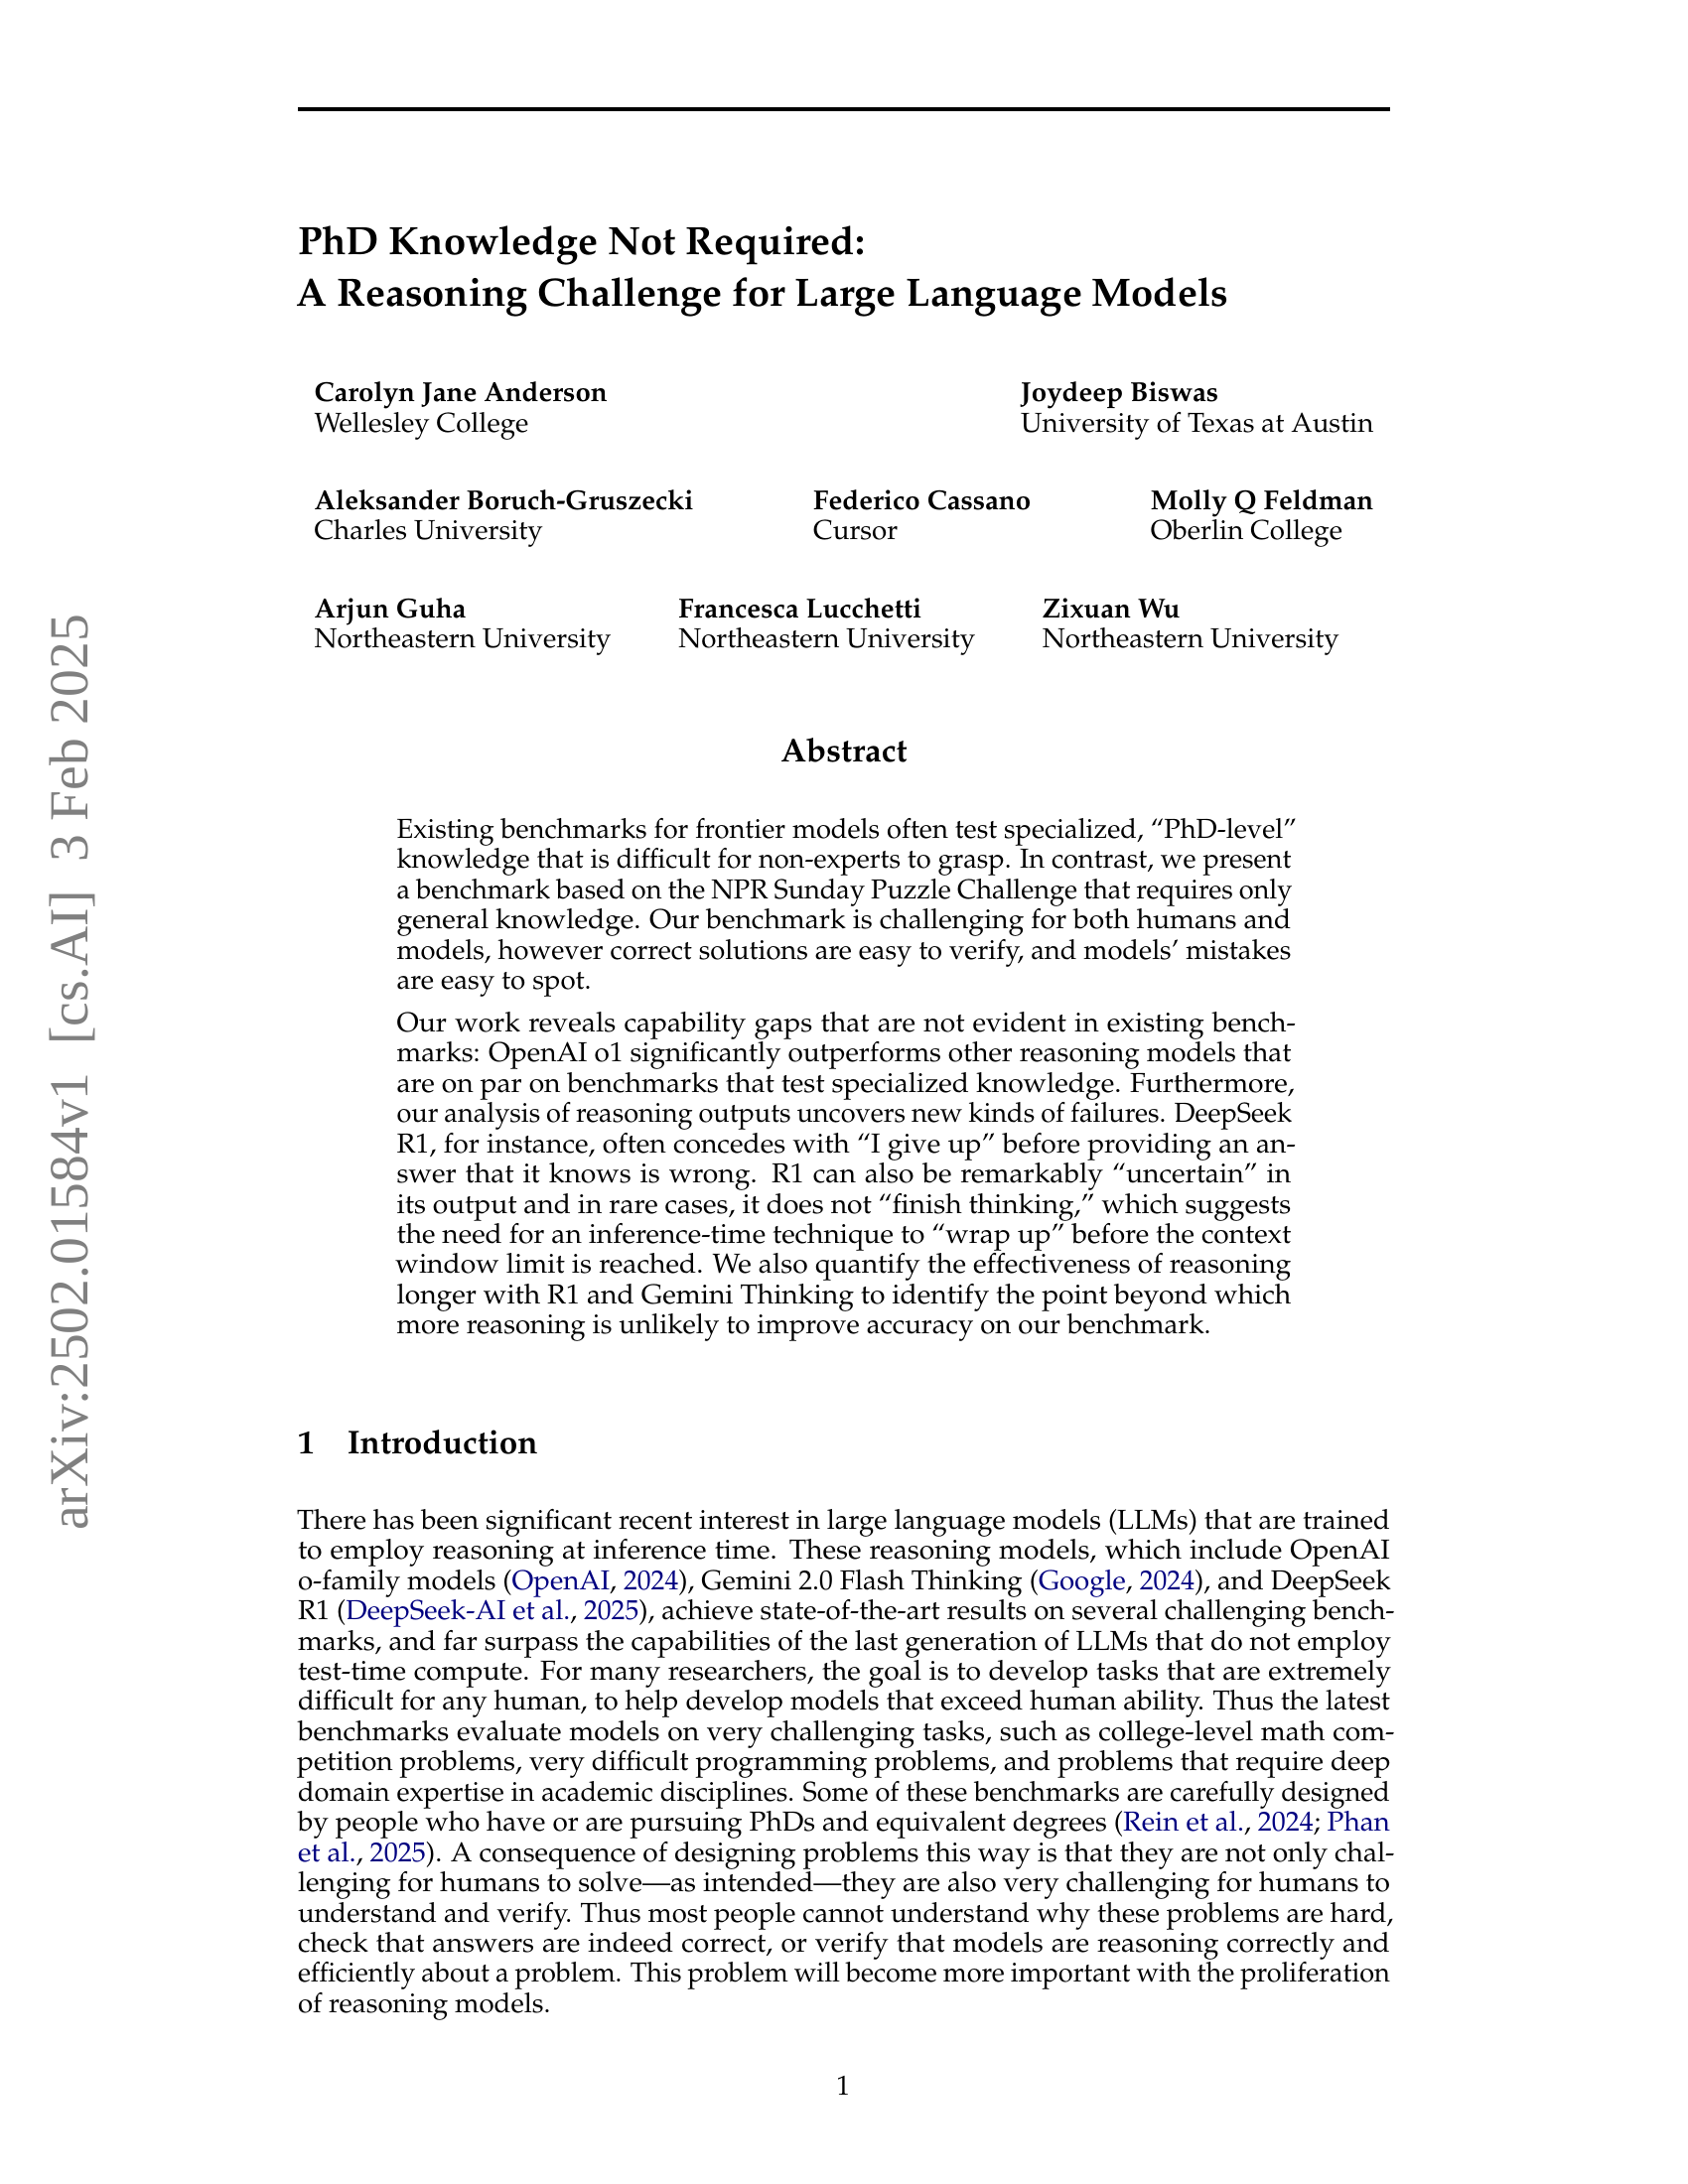 PhD Knowledge Not Required:
A Reasoning Challenge for Large Language Models
Carolyn Jane Anderson
Wellesley College
Joydeep Biswas
University of Texas at Austin
Aleksander Boruch-Gruszecki
Charles University
Federico Cassano
Cursor
Molly Q Feldman
Oberlin College
Arjun Guha
Northeastern University
Francesca Lucchetti
Northeastern University
Zixuan Wu
Northeastern University
Abstract
Existing benchmarks for frontier models often test specialized, “PhD-level”
knowledge that is difficult for non-experts to grasp. In contrast, we present
a benchmark based on the NPR Sunday Puzzle Challenge that requires only
general knowledge. Our benchmark is challenging for both humans and
models, however correct solutions are easy to verify, and models’ mistakes
are easy to spot.
Our work reveals capability gaps that are not evident in existing bench-
marks: OpenAI o1 significantly outperforms other reasoning models that
are on par on benchmarks that test specialized knowledge. Furthermore,
our analysis of reasoning outputs uncovers new kinds of failures. DeepSeek
R1, for instance, often concedes with “I give up” before providing an an-
swer that it knows is wrong. R1 can also be remarkably “uncertain” in
its output and in rare cases, it does not “finish thinking,” which suggests
the need for an inference-time technique to “wrap up” before the context
window limit is reached. We also quantify the effectiveness of reasoning
longer with R1 and Gemini Thinking to identify the point beyond which
more reasoning is unlikely to improve accuracy on our benchmark.
1 Introduction
There has been significant recent interest in large language models (LLMs) that are trained
to employ reasoning at inference time. These reasoning models, which include OpenAI
o-family models (OpenAI, 2024), Gemini 2.0 Flash Thinking (Google, 2024), and DeepSeek
R1 (DeepSeek-AI et al., 2025), achieve state-of-the-art results on several challenging bench-
marks, and far surpass the capabilities of the last generation of LLMs that do not employ
test-time compute. For many researchers, the goal is to develop tasks that are extremely
difficult for any human, to help develop models that exceed human ability. Thus the latest
benchmarks evaluate models on very challenging tasks, such as college-level math com-
petition problems, very difficult programming problems, and problems that require deep
domain expertise in academic disciplines. Some of these benchmarks are carefully designed
by people who have or are pursuing PhDs and equivalent degrees (Rein et al., 2024; Phan
et al., 2025). A consequence of designing problems this way is that they are not only chal-
lenging for humans to solve—as intended—they are also very challenging for humans to
understand and verify. Thus most people cannot understand why these problems are hard,
check that answers are indeed correct, or verify that models are reasoning correctly and
efficiently about a problem. This problem will become more important with the proliferation
of reasoning models.
1
arXiv:2502.01584v1 [cs.AI] 3 Feb 2025